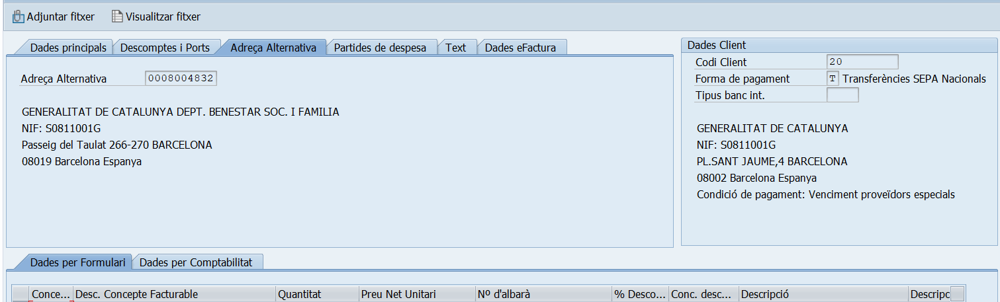 Adjuntar fitxer Visualitzar fitxer
Dades principals Descomptes i Ports Adreça Alternativa Partides de despesa Text Dades eFactura
Adreça Alternativa 0008004832
GENERALITAT DE CATALUNYA DEPT. BENESTAR SOC. I FAMILIA
NIF: S0811001G
Passeig del Taulat 266-270 BARCELONA
08019 Barcelona Espanya
Dades Client
Codi Client 20
Forma de pagament T Transferències SEPA Nacionals
Tipus banc int.
GENERALITAT DE CATALUNYA
NIF: S0811001G
PL.SANT JAUME,4 BARCELONA
08002 Barcelona Espanya
Condició de pagament: Venciment proveïdors especials
Dades per Formulari Dades per Comptabilitat
Conce... Desc. Concepte Facturable Quantitat Preu Net Unitari Nº d'albarà % Desco... Conc. desc... Descripció Descripc